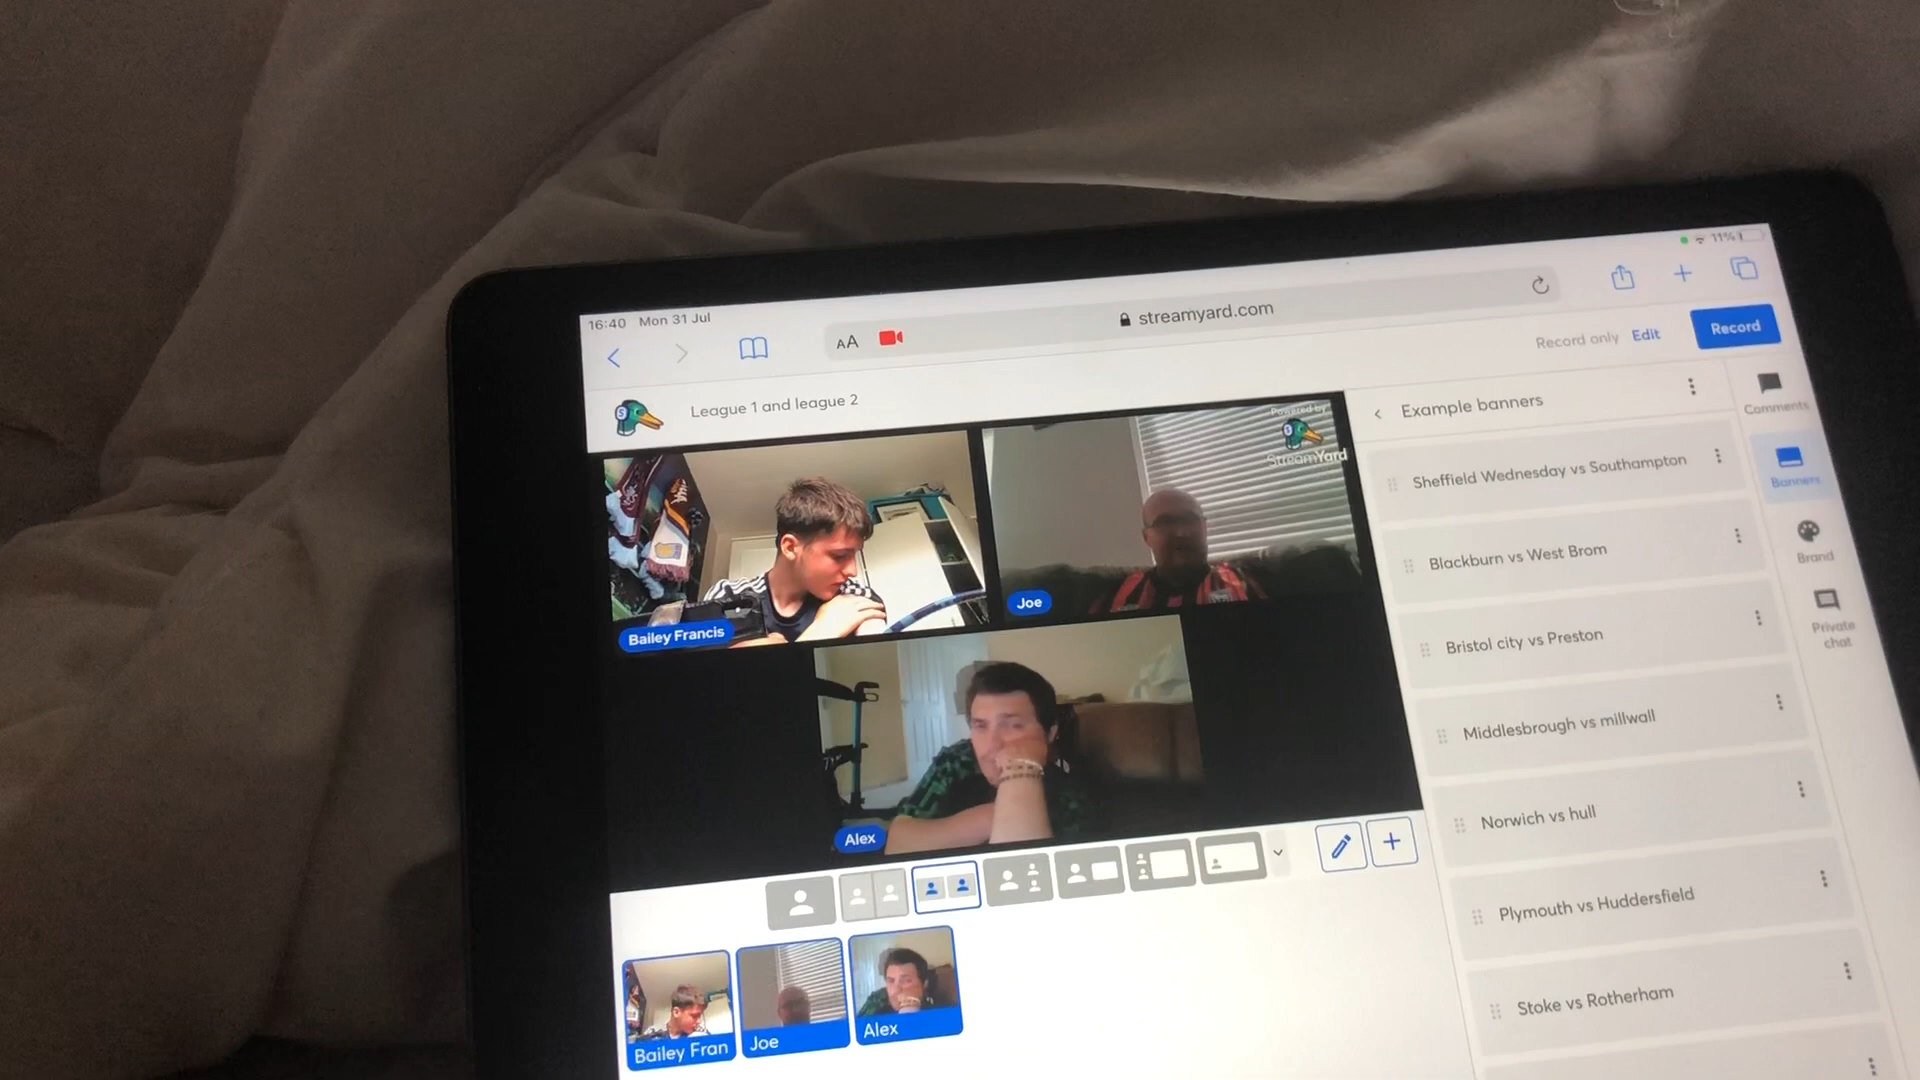 16:40 Mon 31 Jul
11%
AA
streamyard.com
Record only
Edit
Record
League 1 and league 2
Example banners
Comments
Powered by
StreamYard
Sheffield Wednesday vs Southampton
Banners
Blackburn vs West Brom
Brand
Bailey Francis
Joe
Bristol city vs Preston
Private
chat
Middlesbrough vs millwall
Alex
Norwich vs hull
Plymouth vs Huddersfield
Stoke vs Rotherham
Bailey Fran
Joe
Alex